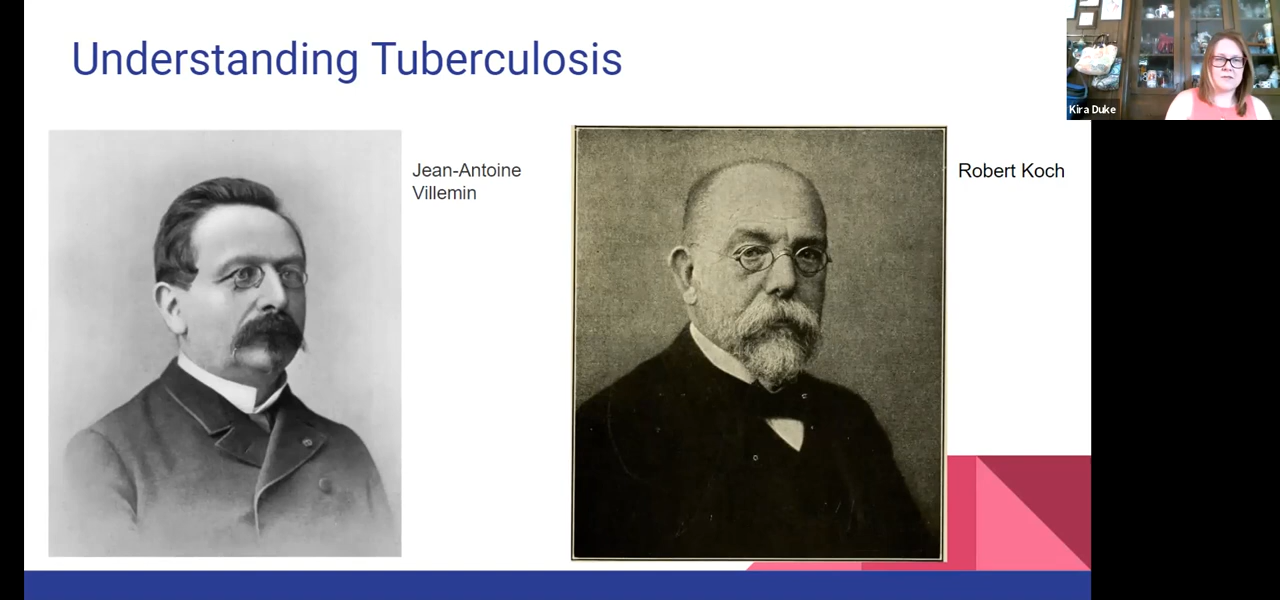 Understanding Tuberculosis
Kira Duke
Jean-Antoine
Villemin
Robert Koch